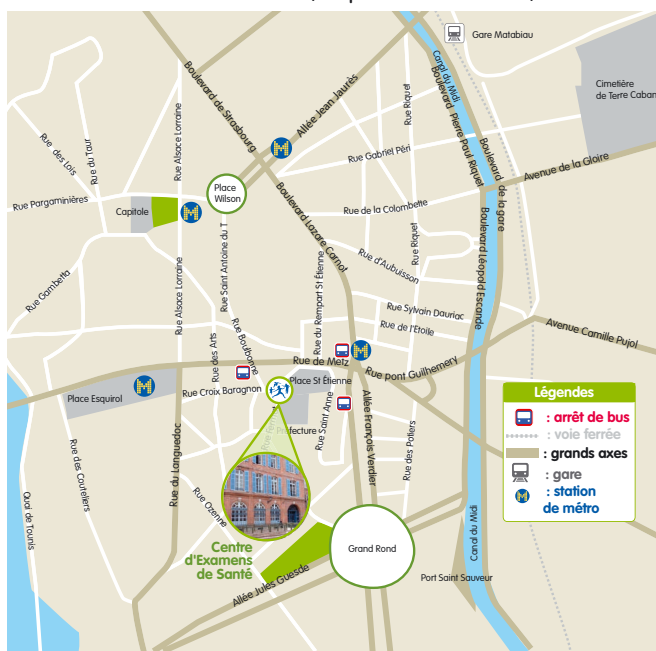 Gare Matabiau
Canal du Midi
Boulevard Pierre Paul Riquet
Boulevard de la gare
Cimetière
de Terre Caban
Boulevard de Strasbourg
Allée Jean Jaurès
Rue Riquet
Rue Gabriel Péri
Avenue de la Gloire
Rue Alsace Lorraine
Rue du Taur
Rue des Lois
Place
Wilson
Rue Pargaminières
Capitole
Rue de la Colombette
Boulevard Lazare Carnot
Rue Riquet
Rue d'Aubuisson
Boulevard Léopold Escande
Rue Gambetta
Rue Alsace Lorraine
Rue Saint Antoine du T
Rue du Rempart St Étienne
Rue Sylvain Dauriac
Rue de l'Etoile
Avenue Camille Pujol
Rue des Arts
Rue Boulbonne
Rue de Metz
Rue pont Guilhemery
Place Esquirol
Rue Croix Baragnon
Place St Étienne
Préfecture
Rue Saint Anne
Allée François Verdier
Rue des Potiers
Rue du Languedoc
Rue des Couteliers
Quai de Tounis
Rue Ozenne
Centre
d'Examens
de Santé
Allée Jules Guesde
Grand Rond
Canal du Midi
Port Saint Sauveur
Légendes
: arrêt de bus
: voie ferrée
: grands axes
: gare
: station
de métro